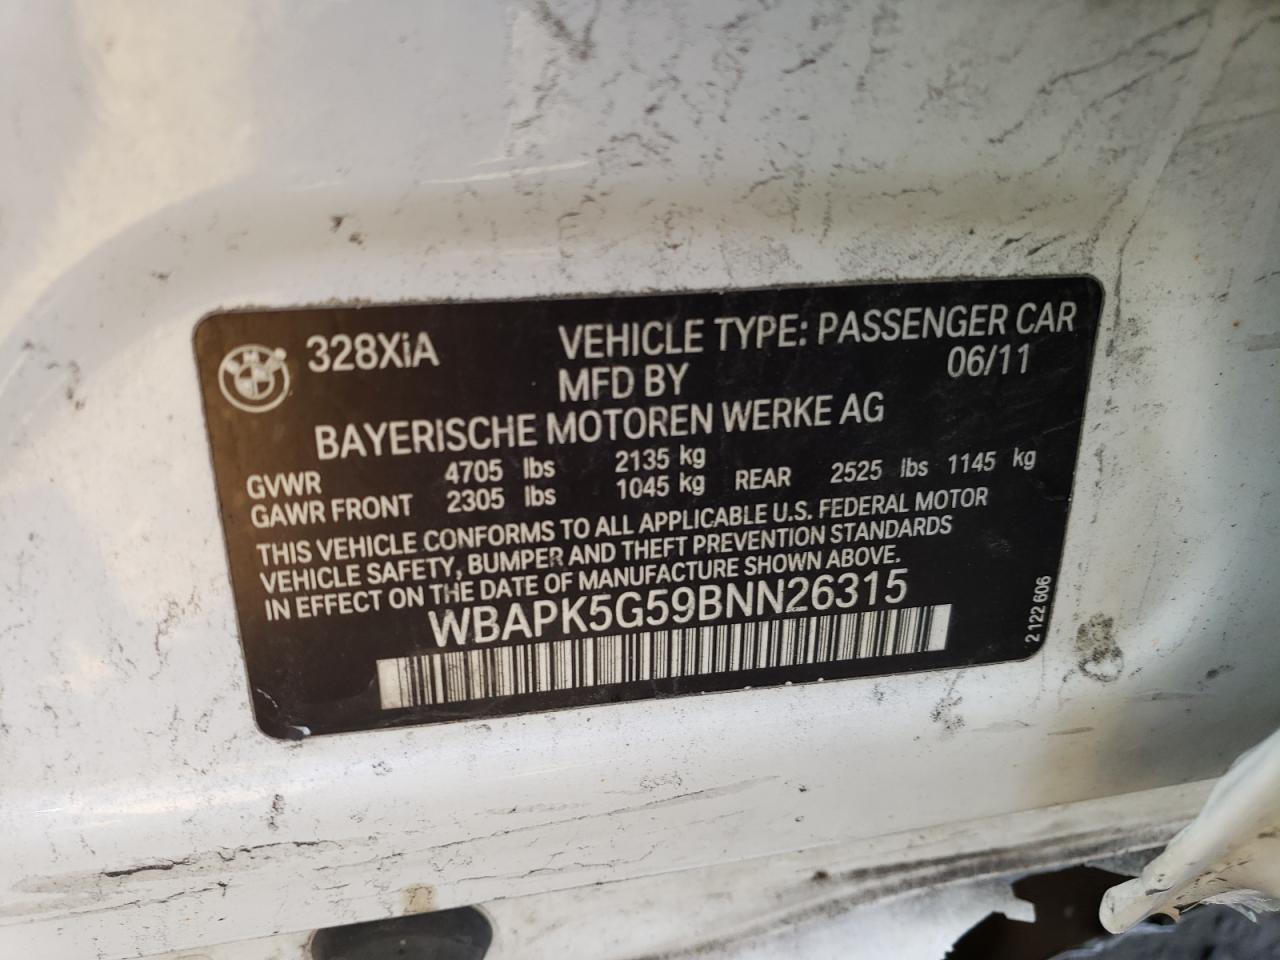 328XiA VEHICLE TYPE: PASSENGER CAR
MFD BY 06/11
BAYERISCHE MOTOREN WERKE AG
GVWR 4705 lbs 2135 kg
GAWR FRONT 2305 lbs 1045 kg REAR 2525 lbs 1145 kg
THIS VEHICLE CONFORMS TO ALL APPLICABLE U.S. FEDERAL MOTOR
VEHICLE SAFETY, BUMPER AND THEFT PREVENTION STANDARDS
IN EFFECT ON THE DATE OF MANUFACTURE SHOWN ABOVE.
WBAPK5G59BNN26315
2 122 606